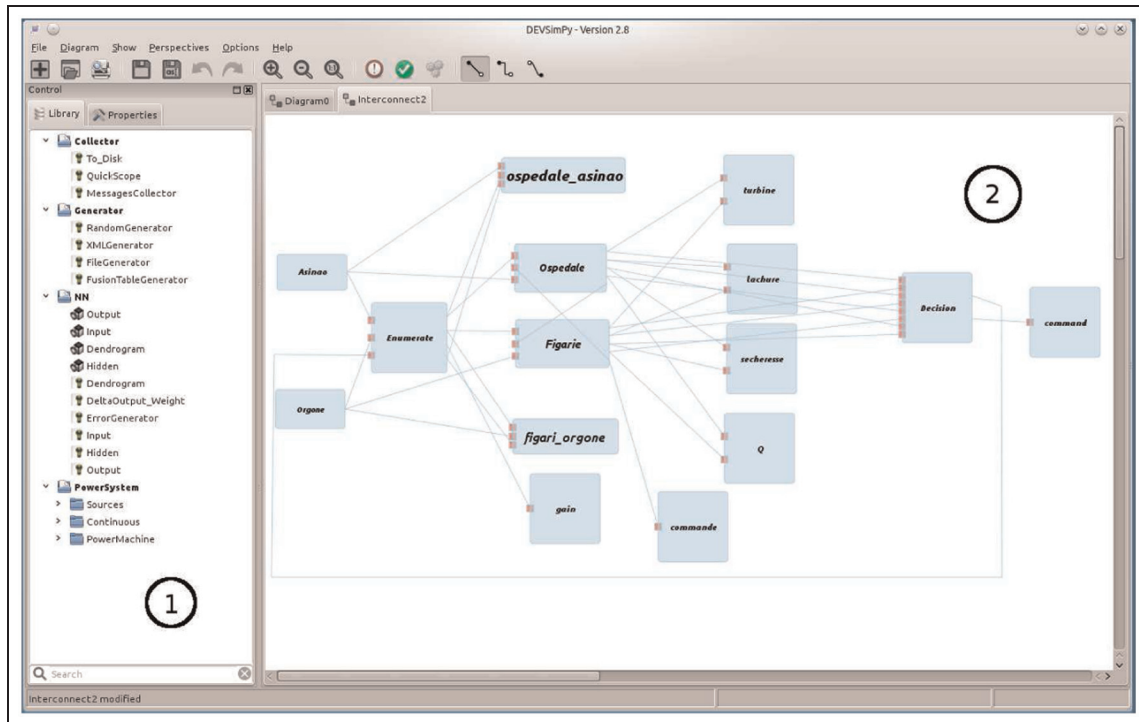 DEVSimPy - Version 2.8
File Diagram Show Perspectives Options Help
Control
Library Properties
Collector
To_Disk
QuickScope
MessagesCollector
Generator
RandomGenerator
XMLGenerator
FileGenerator
FusionTableGenerator
NN
Output
Input
Dendrogram
Hidden
Dendrogram
DeltaOutput_Weight
ErrorGenerator
Input
Hidden
Output
PowerSystem
Sources
Continuous
PowerMachine
1
Search
Diagram0 Interconnect2
ospedale_asinao
turbine
2
Asinao
Ospedale
lachure
Decision
command
Enumerate
Figarie
secheresse
Orgone
figari_orgone
Q
gain
commande
Interconnect2 modified